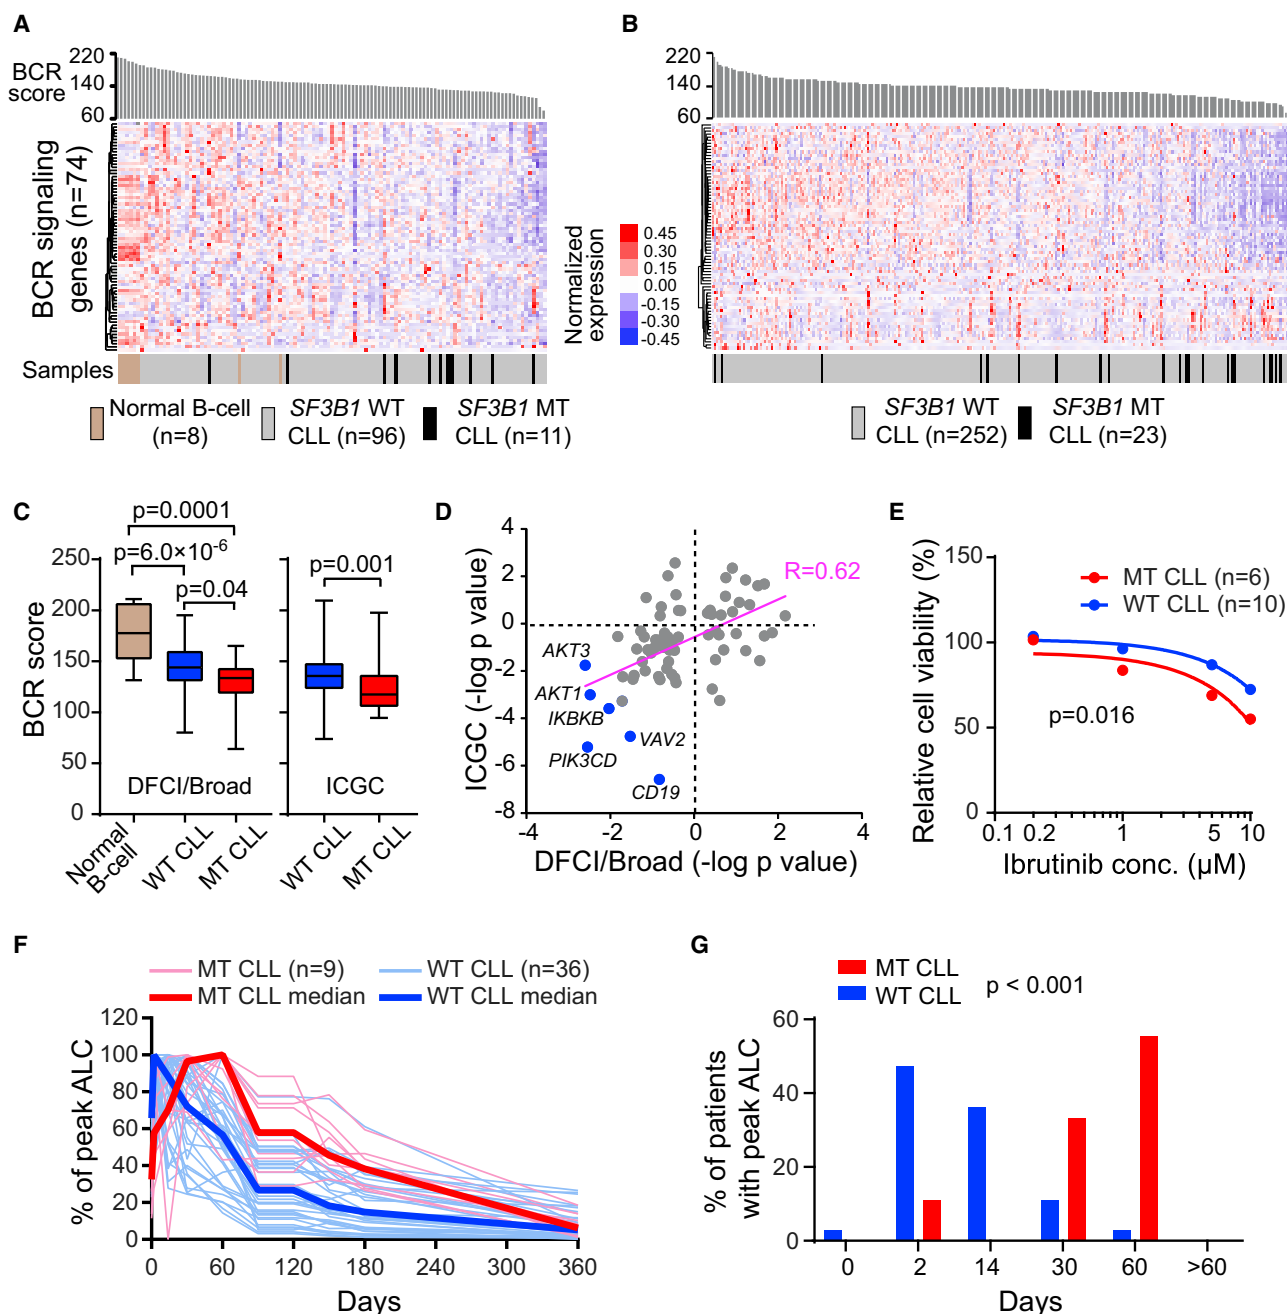 A
BCR
score
220
140
60
BCR signaling
genes (n=74)
Samples
Normal B-cell
(n=8)
SF3B1 WT
CLL (n=96)
SF3B1 MT
CLL (n=11)
B
220
140
60
Normalized
expression
0.45
0.30
0.15
0.00
-0.15
-0.30
-0.45
SF3B1 WT
CLL (n=252)
SF3B1 MT
CLL (n=23)
C
p=0.0001
p=6.0×10-6
p=0.04
p=0.001
BCR score
250
200
150
100
50
0
DFCI/Broad
ICGC
Normal
B-cell
WT CLL
MT CLL
WT CLL
MT CLL
D
ICGC (-log p value)
4
2
0
-2
-4
-6
-8
R=0.62
AKT3
AKT1
IKBKB
VAV2
PIK3CD
CD19
-4
-2
0
2
4
DFCI/Broad (-log p value)
E
Relative cell viability (%)
150
100
50
0
MT CLL (n=6)
WT CLL (n=10)
p=0.016
0.1
0.2
1
5
10
Ibrutinib conc. (µM)
F
MT CLL (n=9)
WT CLL (n=36)
MT CLL median
WT CLL median
% of peak ALC
120
100
80
60
40
20
0
0
60
120
180
240
300
360
Days
G
MT CLL
WT CLL
p < 0.001
% of patients
with peak ALC
60
40
20
0
0
2
14
30
60
>60
Days